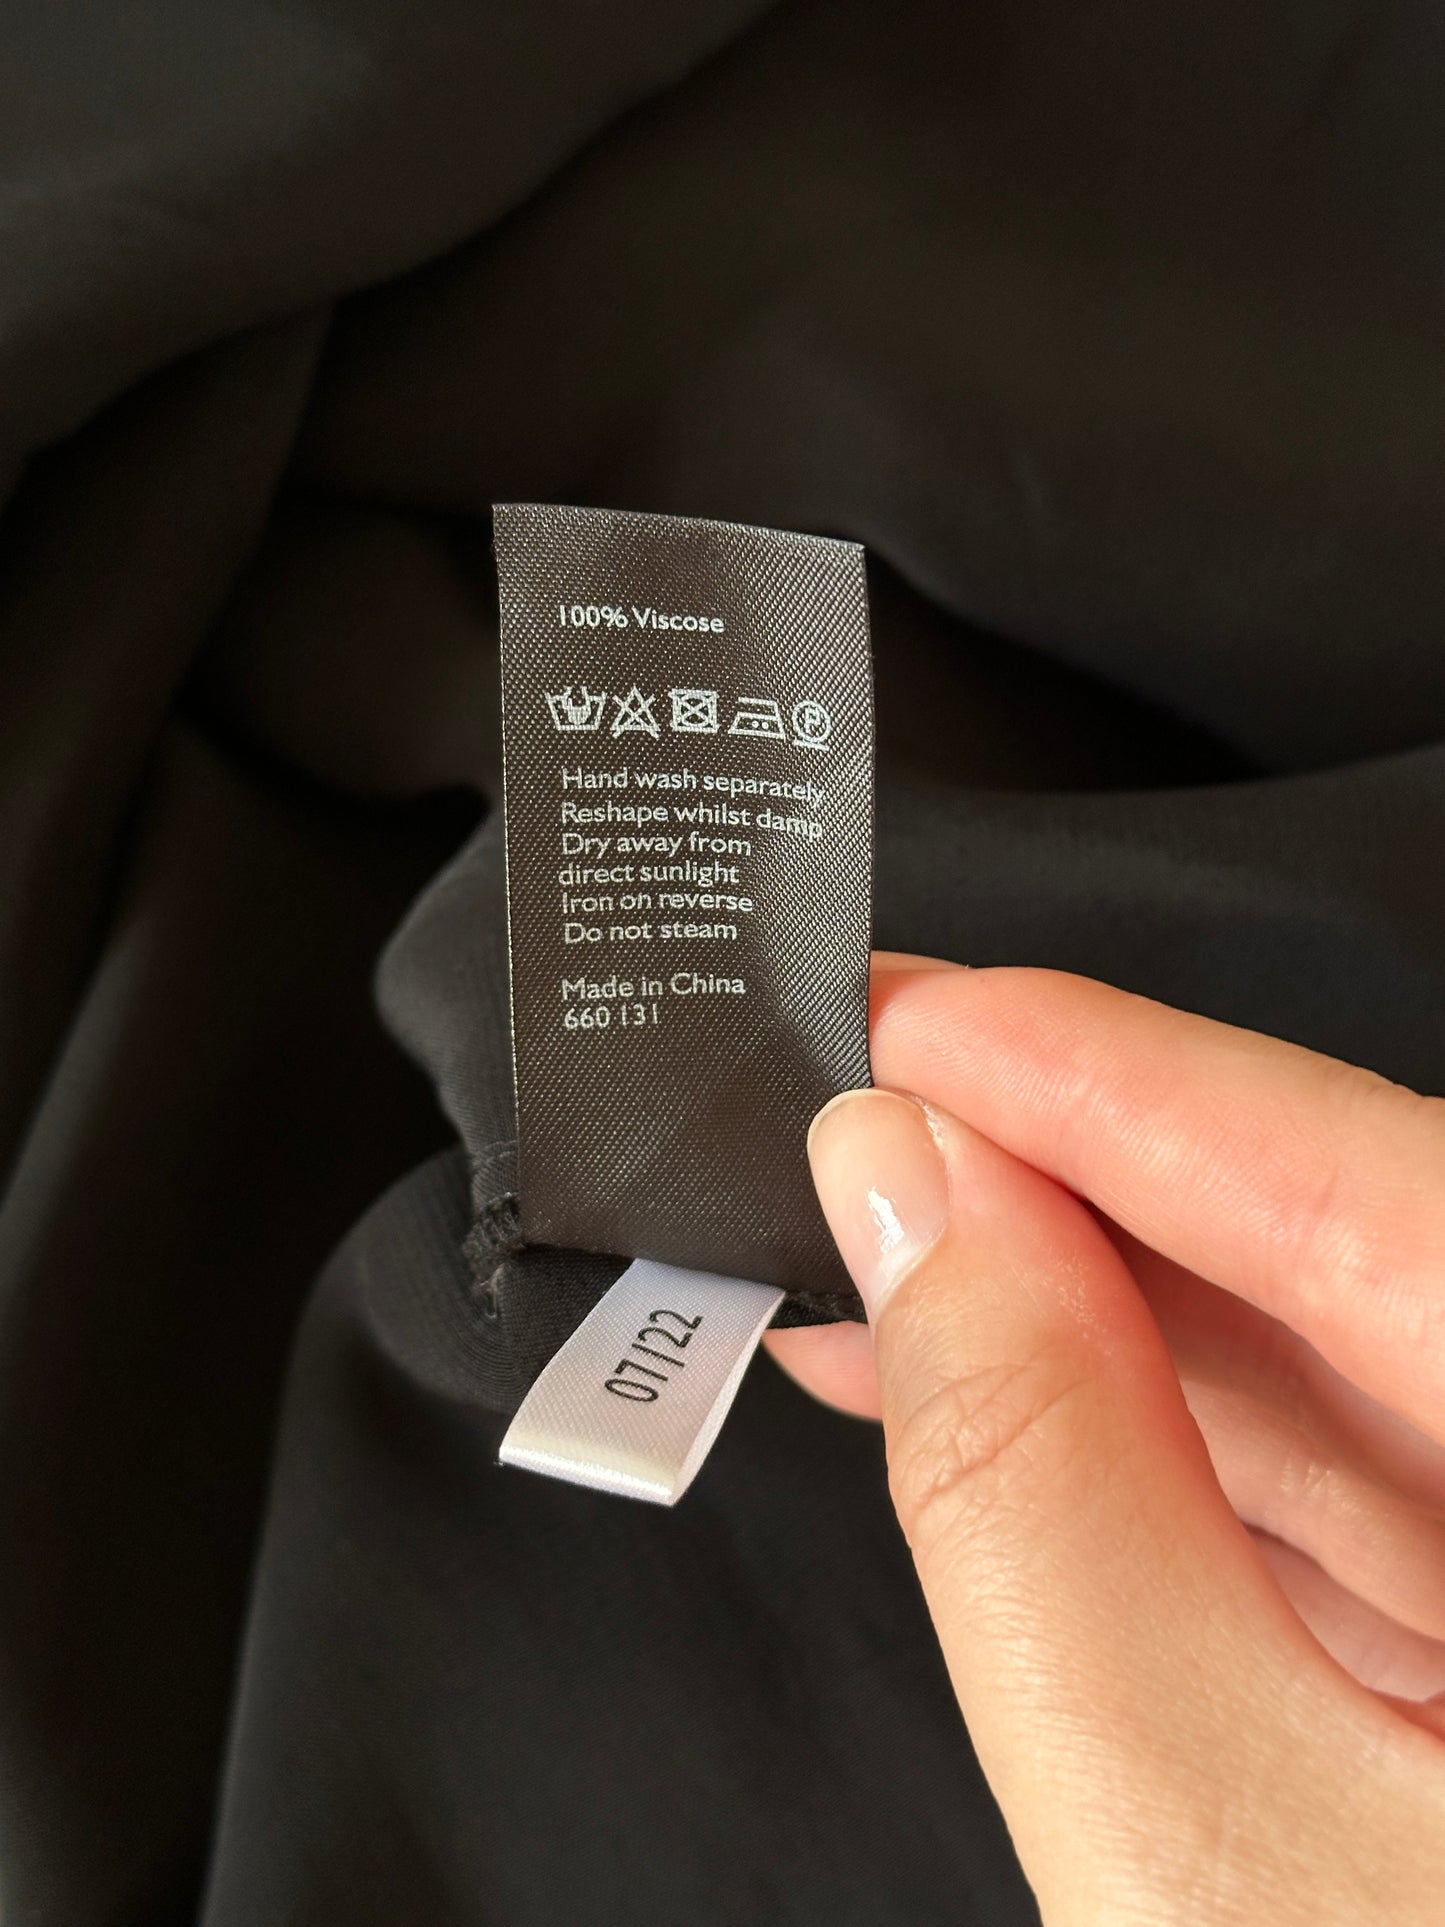 100% Viscose
P
Hand wash separately
Reshape whilst damp
Dry away from
direct sunlight
Iron on reverse
Do not steam
Made in China
660 131
07/22